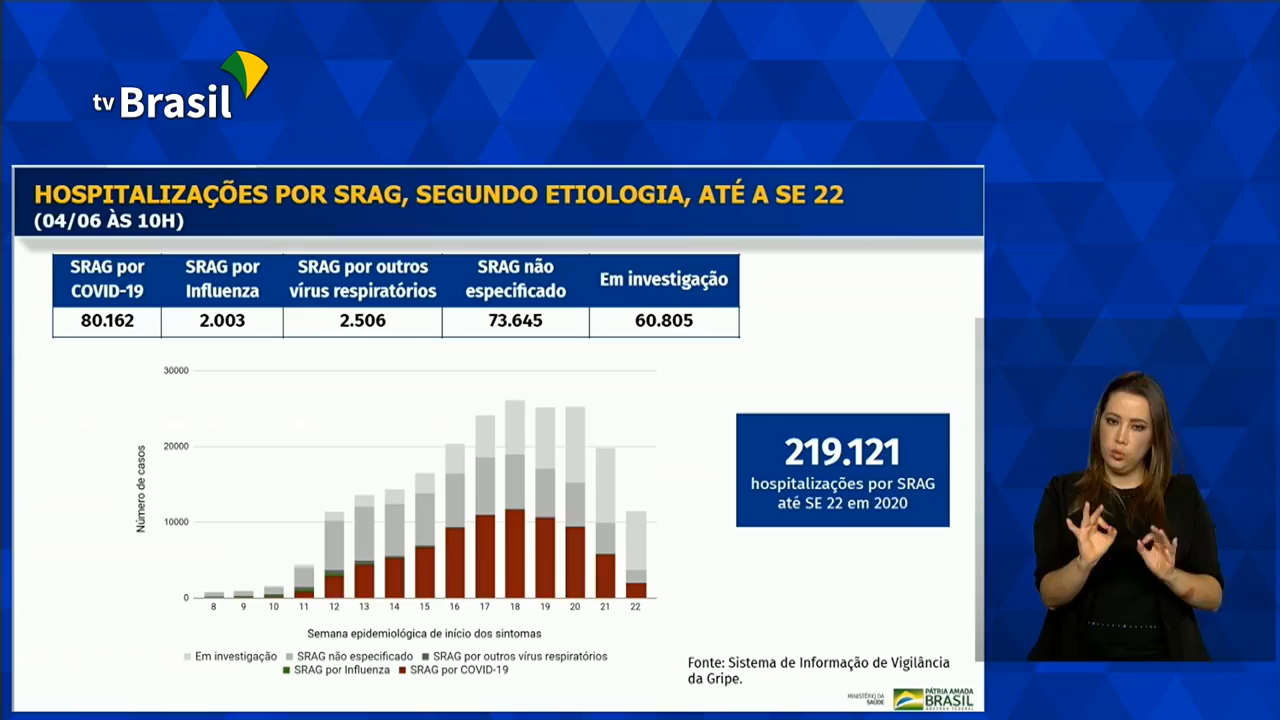 tv Brasil
HOSPITALIZAÇÕES POR SRAG, SEGUNDO ETIOLOGIA, ATÉ A SE 22
(04/06 ÀS 10H)
SRAG por COVID-19
SRAG por Influenza
SRAG por outros vírus respiratórios
SRAG não especificado
Em investigação
80.162 2.003 2.506 73.645 60.805
30000
20000
10000
0
Número de casos
8 9 10 11 12 13 14 15 16 17 18 19 20 21 22
Semana epidemiológica de início dos sintomas
Em investigação SRAG não especificado SRAG por outros vírus respiratórios
SRAG por Influenza SRAG por COVID-19
219.121
hospitalizações por SRAG
até SE 22 em 2020
Fonte: Sistema de Informação de Vigilância
da Gripe.
MINISTÉRIO DA
SAÚDE
PÁTRIA AMADA
BRASIL
GOVERNO FEDERAL